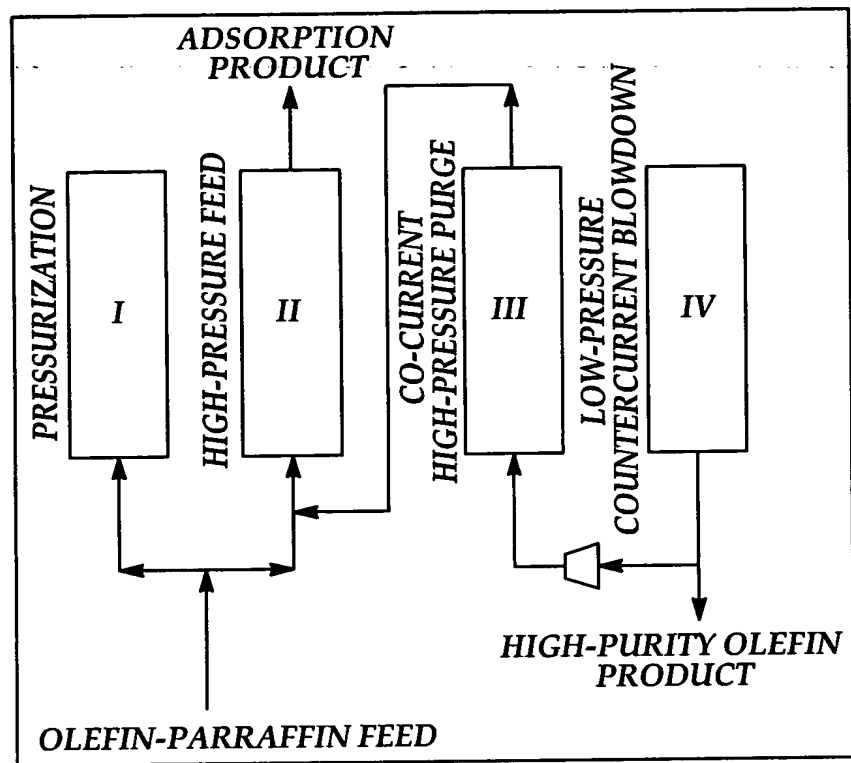 ADSORPTION
PRODUCT
PRESSURIZATION
I
HIGH-PRESSURE FEED
II
CO-CURRENT
HIGH-PRESSURE PURGE
III
LOW-PRESSURE
COUNTERCURRENT BLOWDOWN
IV
HIGH-PURITY OLEFIN
PRODUCT
OLEFIN-PARRAFFIN FEED